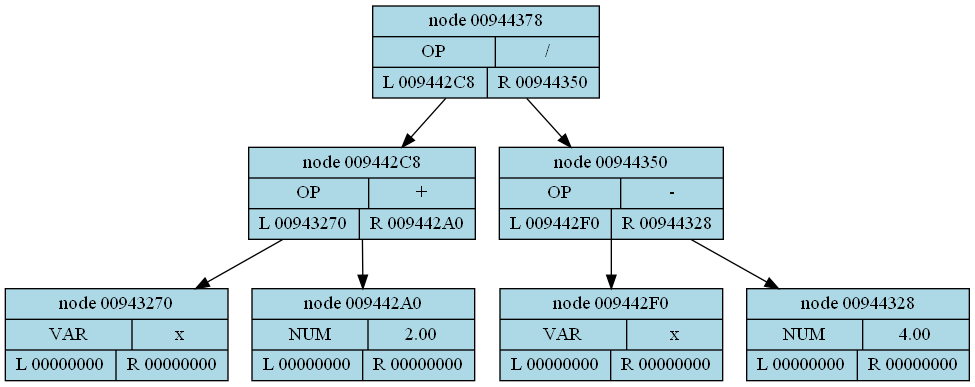 node 00944378
OP /
L 009442C8 R 00944350
node 009442C8
OP +
L 00943270 R 009442A0
node 00944350
OP -
L 009442F0 R 00944328
node 00943270
VAR x
L 00000000 R 00000000
node 009442A0
NUM 2.00
L 00000000 R 00000000
node 009442F0
VAR x
L 00000000 R 00000000
node 00944328
NUM 4.00
L 00000000 R 00000000